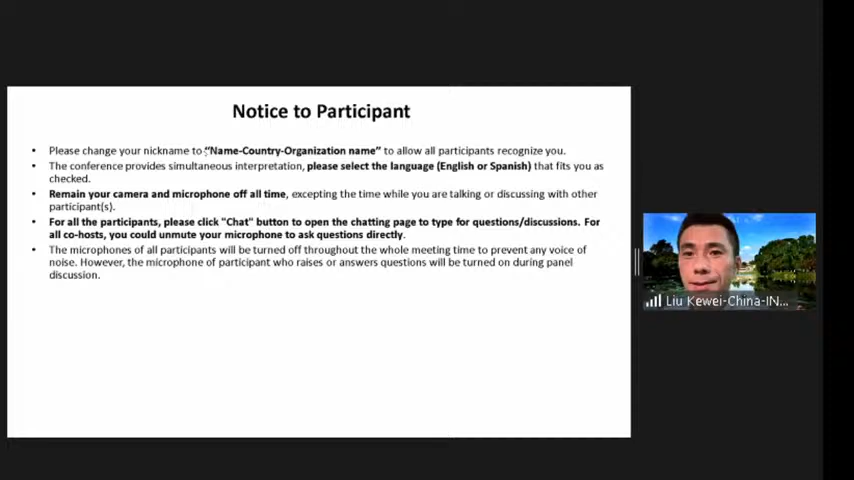 Notice to Participant
• Please change your nickname to “Name-Country-Organization name” to allow all participants recognize you.
• The conference provides simultaneous interpretation, please select the language (English or Spanish) that fits you as
checked.
• Remain your camera and microphone off all time, excepting the time while you are talking or discussing with other
participant(s).
• For all the participants, please click "Chat" button to open the chatting page to type for questions/discussions. For
all co-hosts, you could unmute your microphone to ask questions directly.
• The microphones of all participants will be turned off throughout the whole meeting time to prevent any voice of
noise. However, the microphone of participant who raises or answers questions will be turned on during panel
discussion.
Liu Kewei-China-IN...